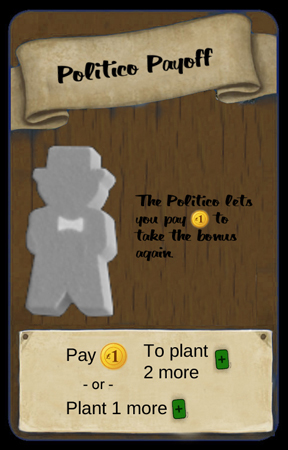 Politico Payoff
The Politico lets
you pay 1 to
take the bonus
again.
Pay 1 To plant
2 more
- or -
Plant 1 more